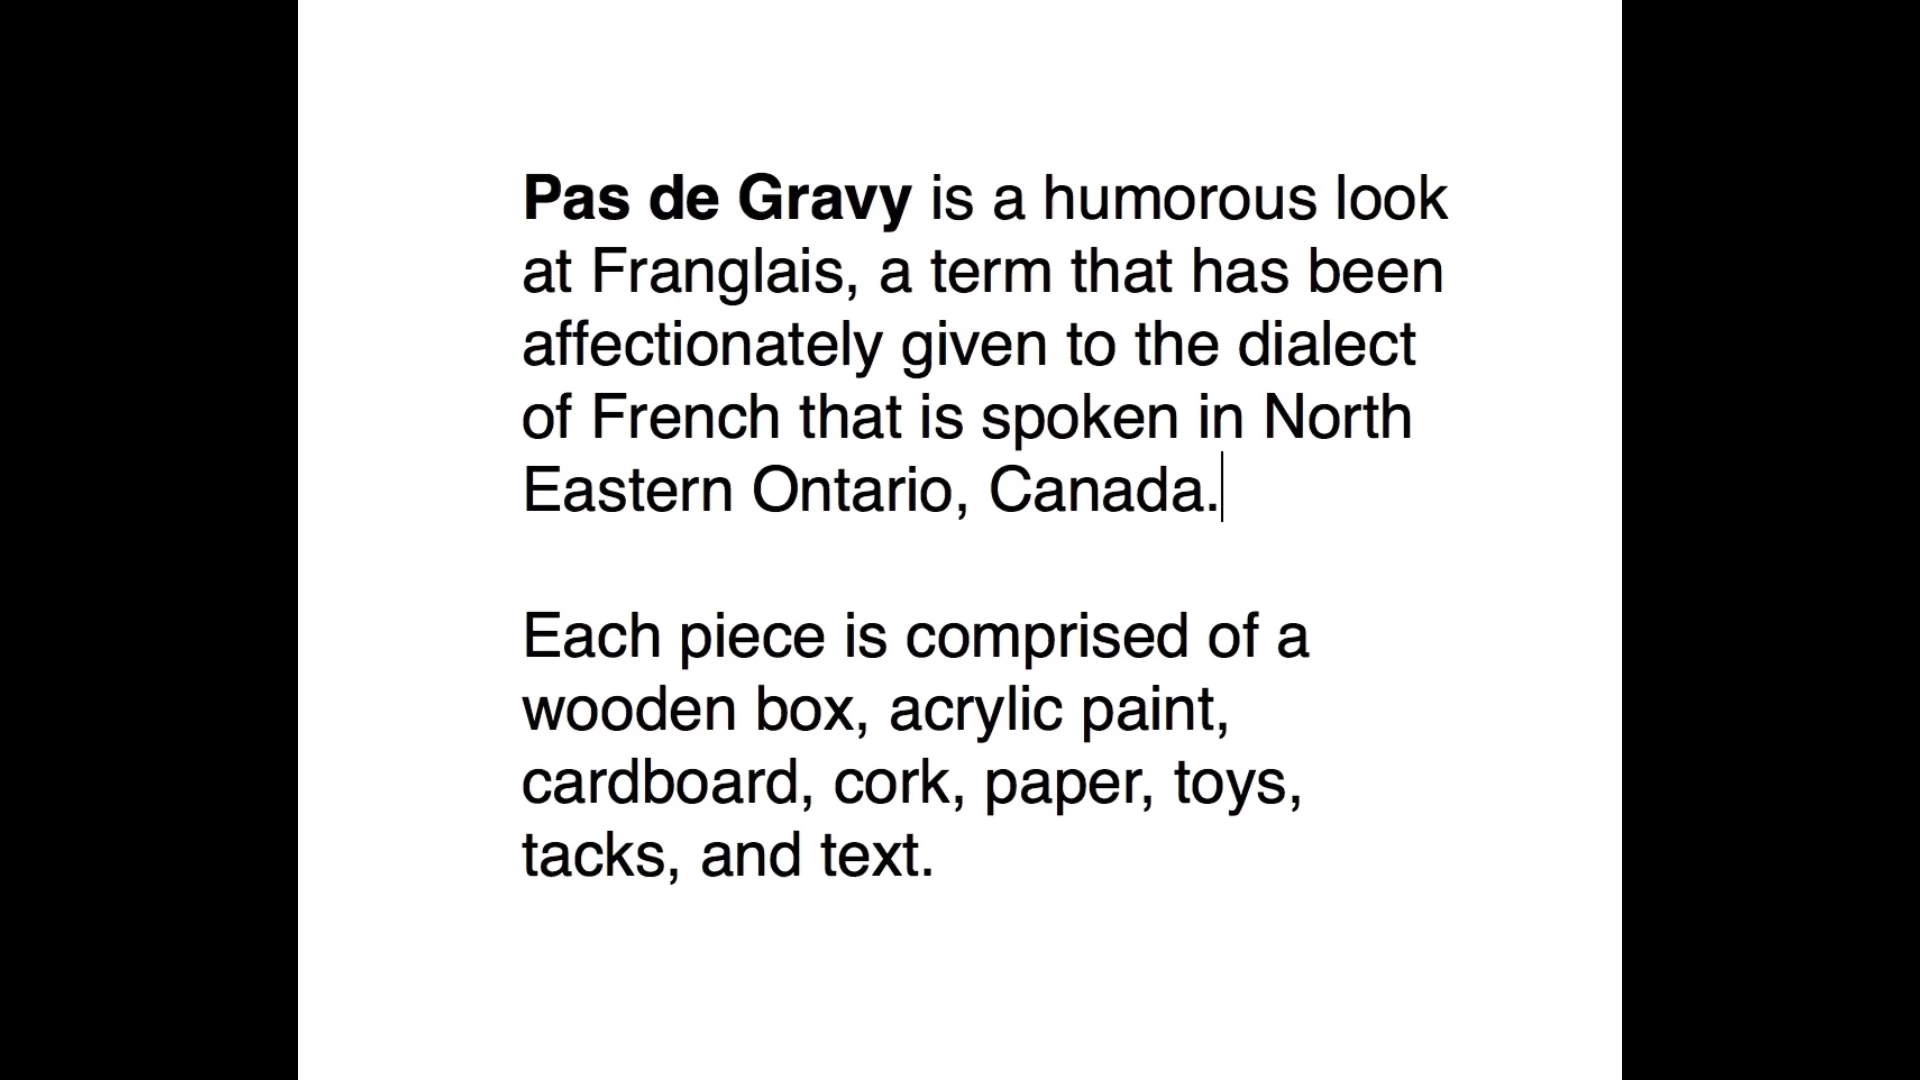 Pas de Gravy is a humorous look
at Franglais, a term that has been
affectionately given to the dialect
of French that is spoken in North
Eastern Ontario, Canada.
Each piece is comprised of a
wooden box, acrylic paint,
cardboard, cork, paper, toys,
tacks, and text.